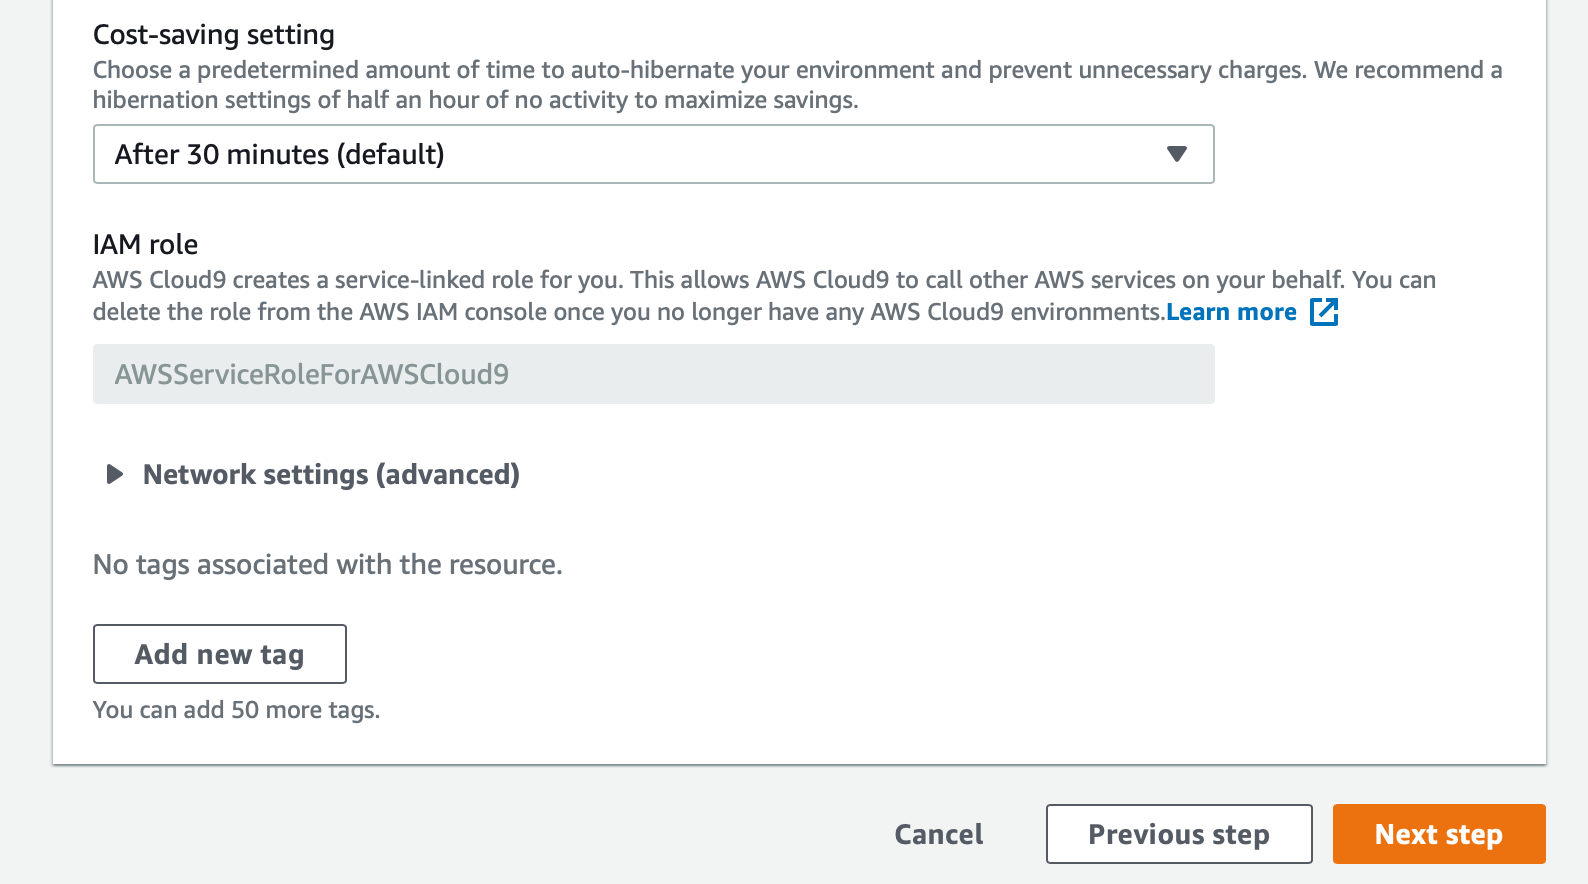 Cost-saving setting
Choose a predetermined amount of time to auto-hibernate your environment and prevent unnecessary charges. We recommend a
hibernation settings of half an hour of no activity to maximize savings.
After 30 minutes (default)
IAM role
AWS Cloud9 creates a service-linked role for you. This allows AWS Cloud9 to call other AWS services on your behalf. You can
delete the role from the AWS IAM console once you no longer have any AWS Cloud9 environments.Learn more
AWSServiceRoleForAWSCloud9
Network settings (advanced)
No tags associated with the resource.
Add new tag
You can add 50 more tags.
Cancel
Previous step
Next step